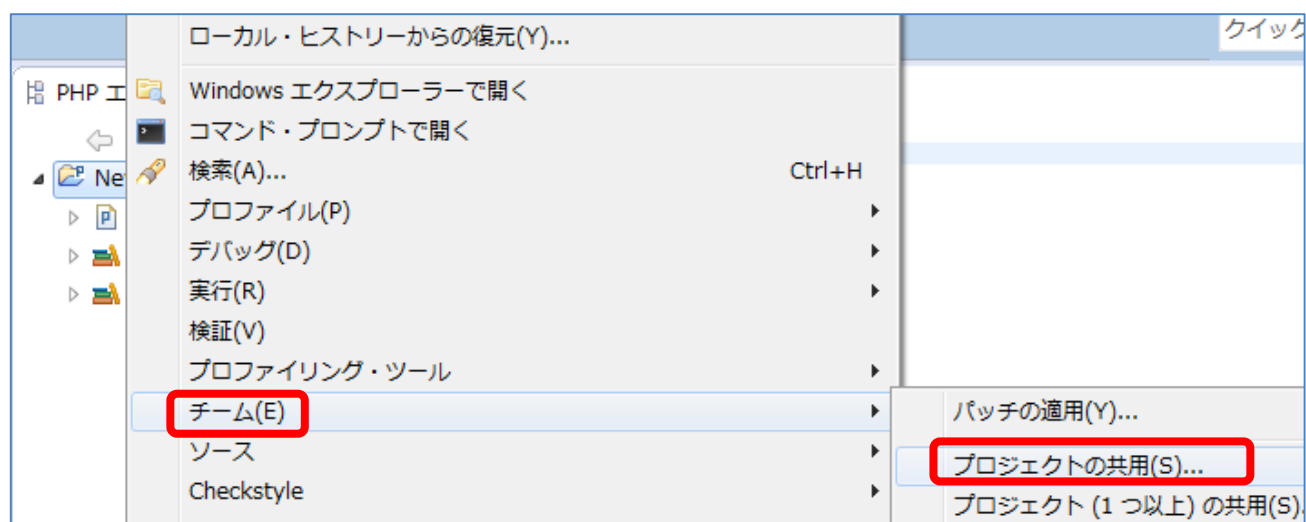 ローカル・ヒストリーからの復元(Y)...
クイック
PHP エ
Windows エクスプローラーで開く
コマンド・プロンプトで開く
Ne
検索(A)... Ctrl+H
プロファイル(P)
デバッグ(D)
実行(R)
検証(V)
プロファイリング・ツール
チーム(E)
ソース
Checkstyle
パッチの適用(Y)...
プロジェクトの共用(S)...
プロジェクト (1 つ以上) の共用(S)